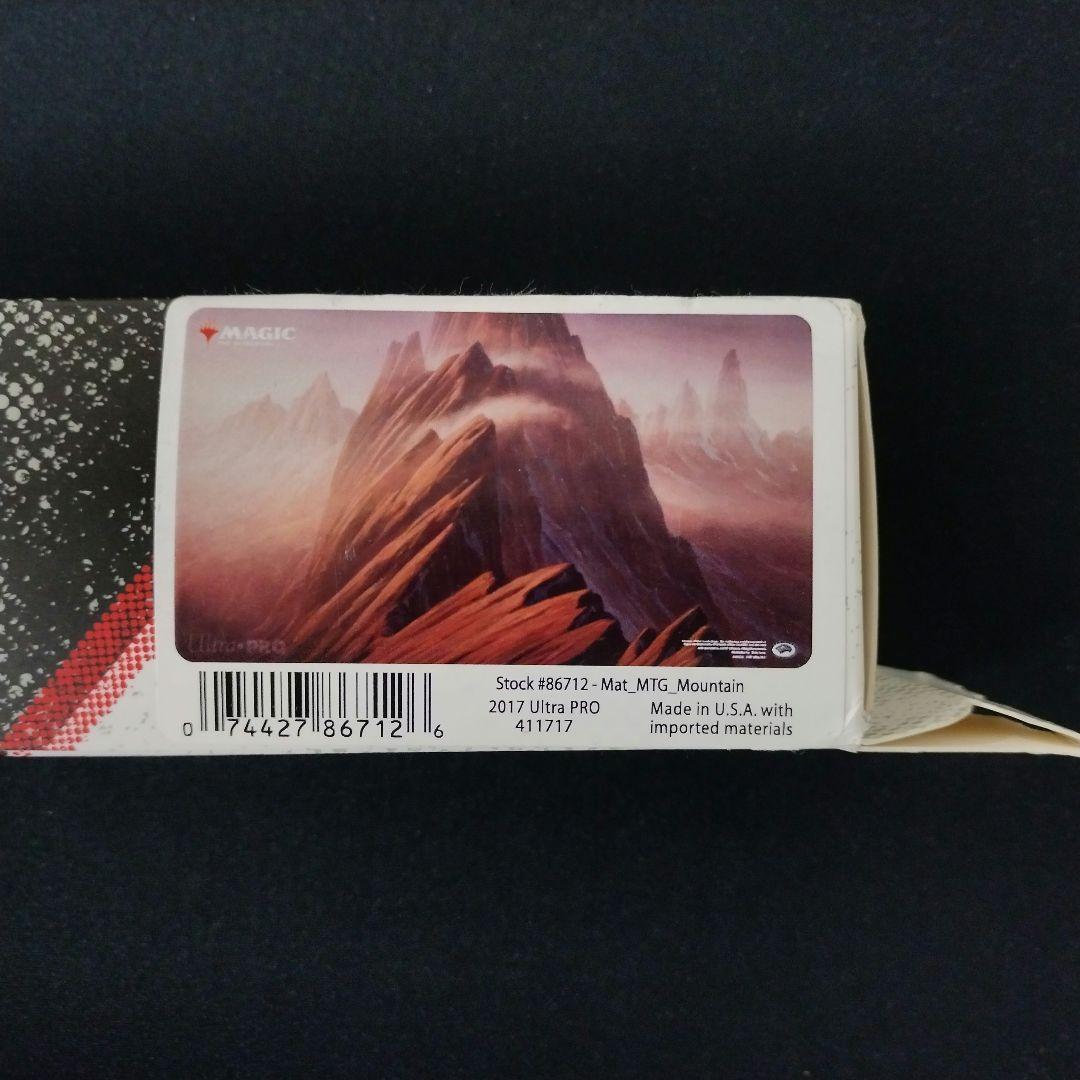 MAGIC
Ultra•PRO
Stock #86712 - Mat_MTG_Mountain
2017 Ultra PRO
411717
Made in U.S.A. with
imported materials
0 74427 86712 6